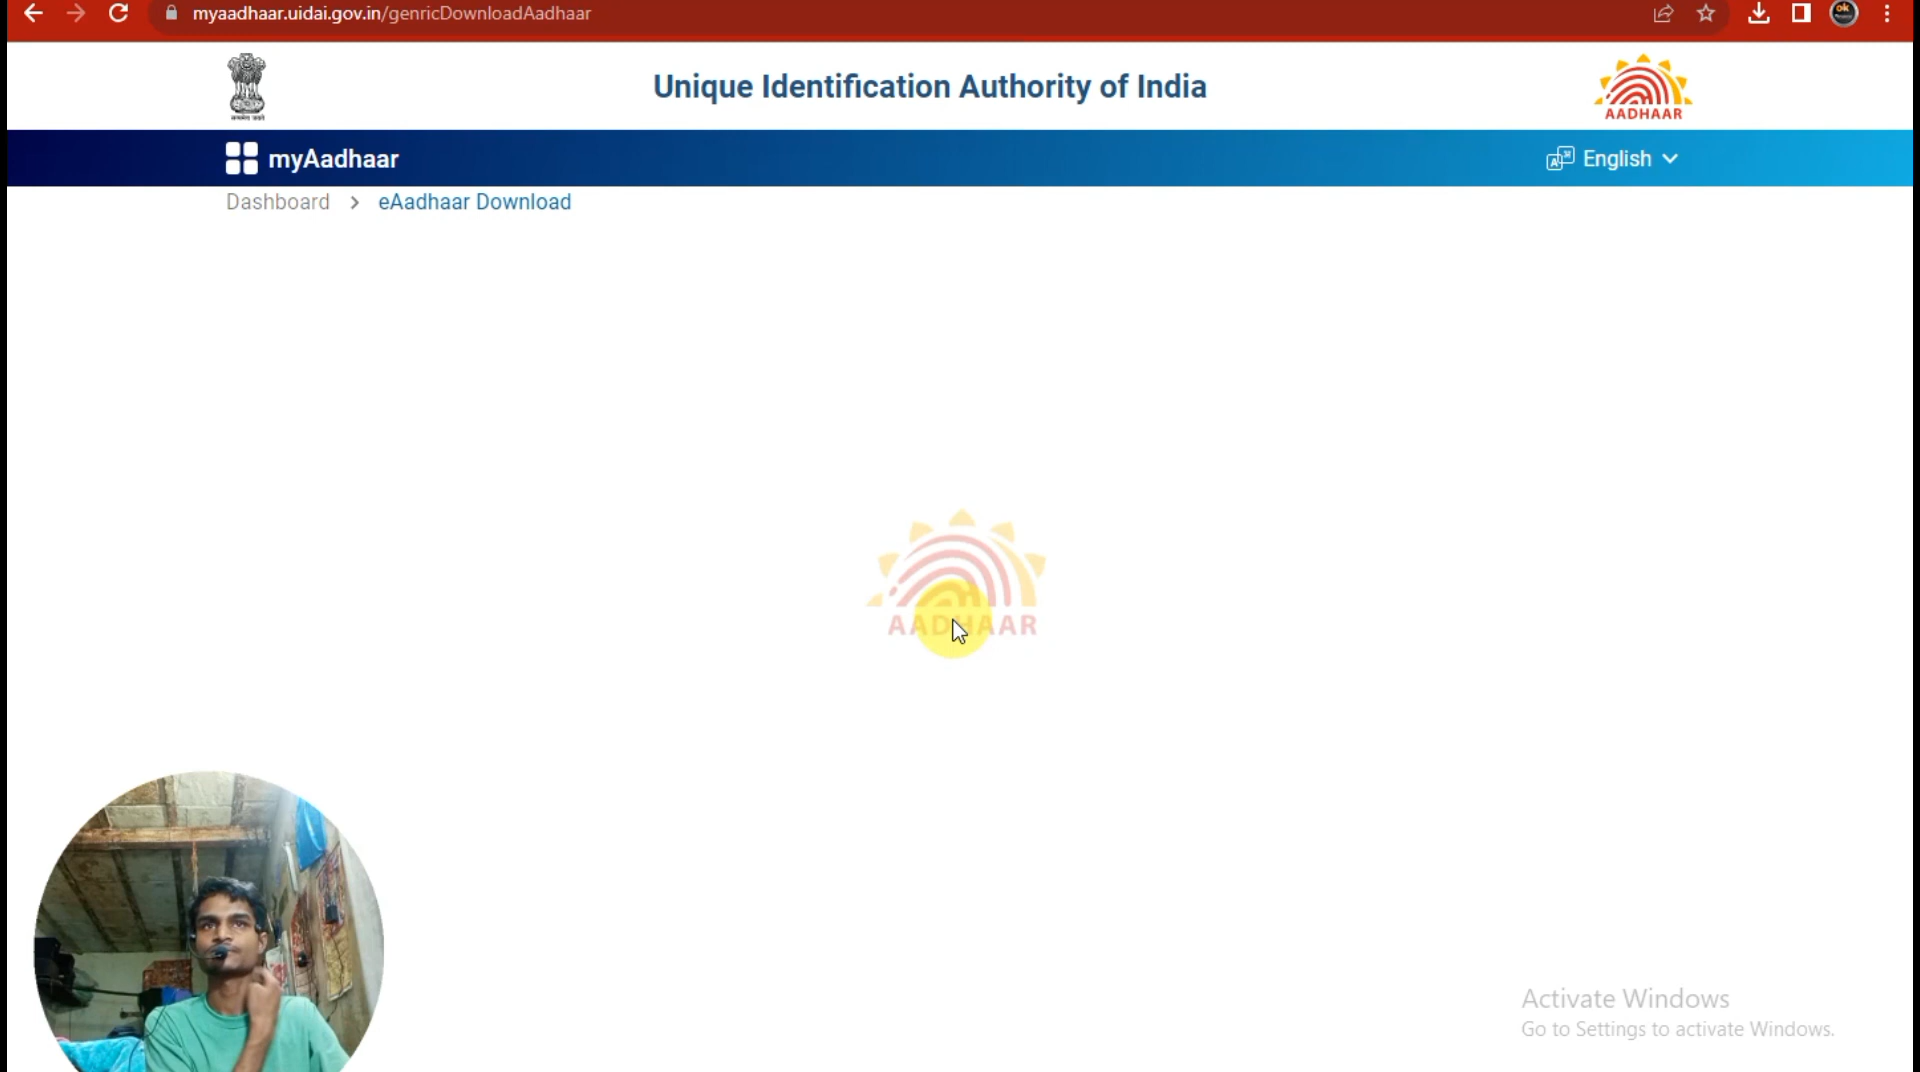 myaadhaar.uidai.gov.in/genricDownloadAadhaar
Unique Identification Authority of India
AADHAAR
myAadhaar
English
Dashboard > eAadhaar Download
AADHAAR
Activate Windows
Go to Settings to activate Windows.